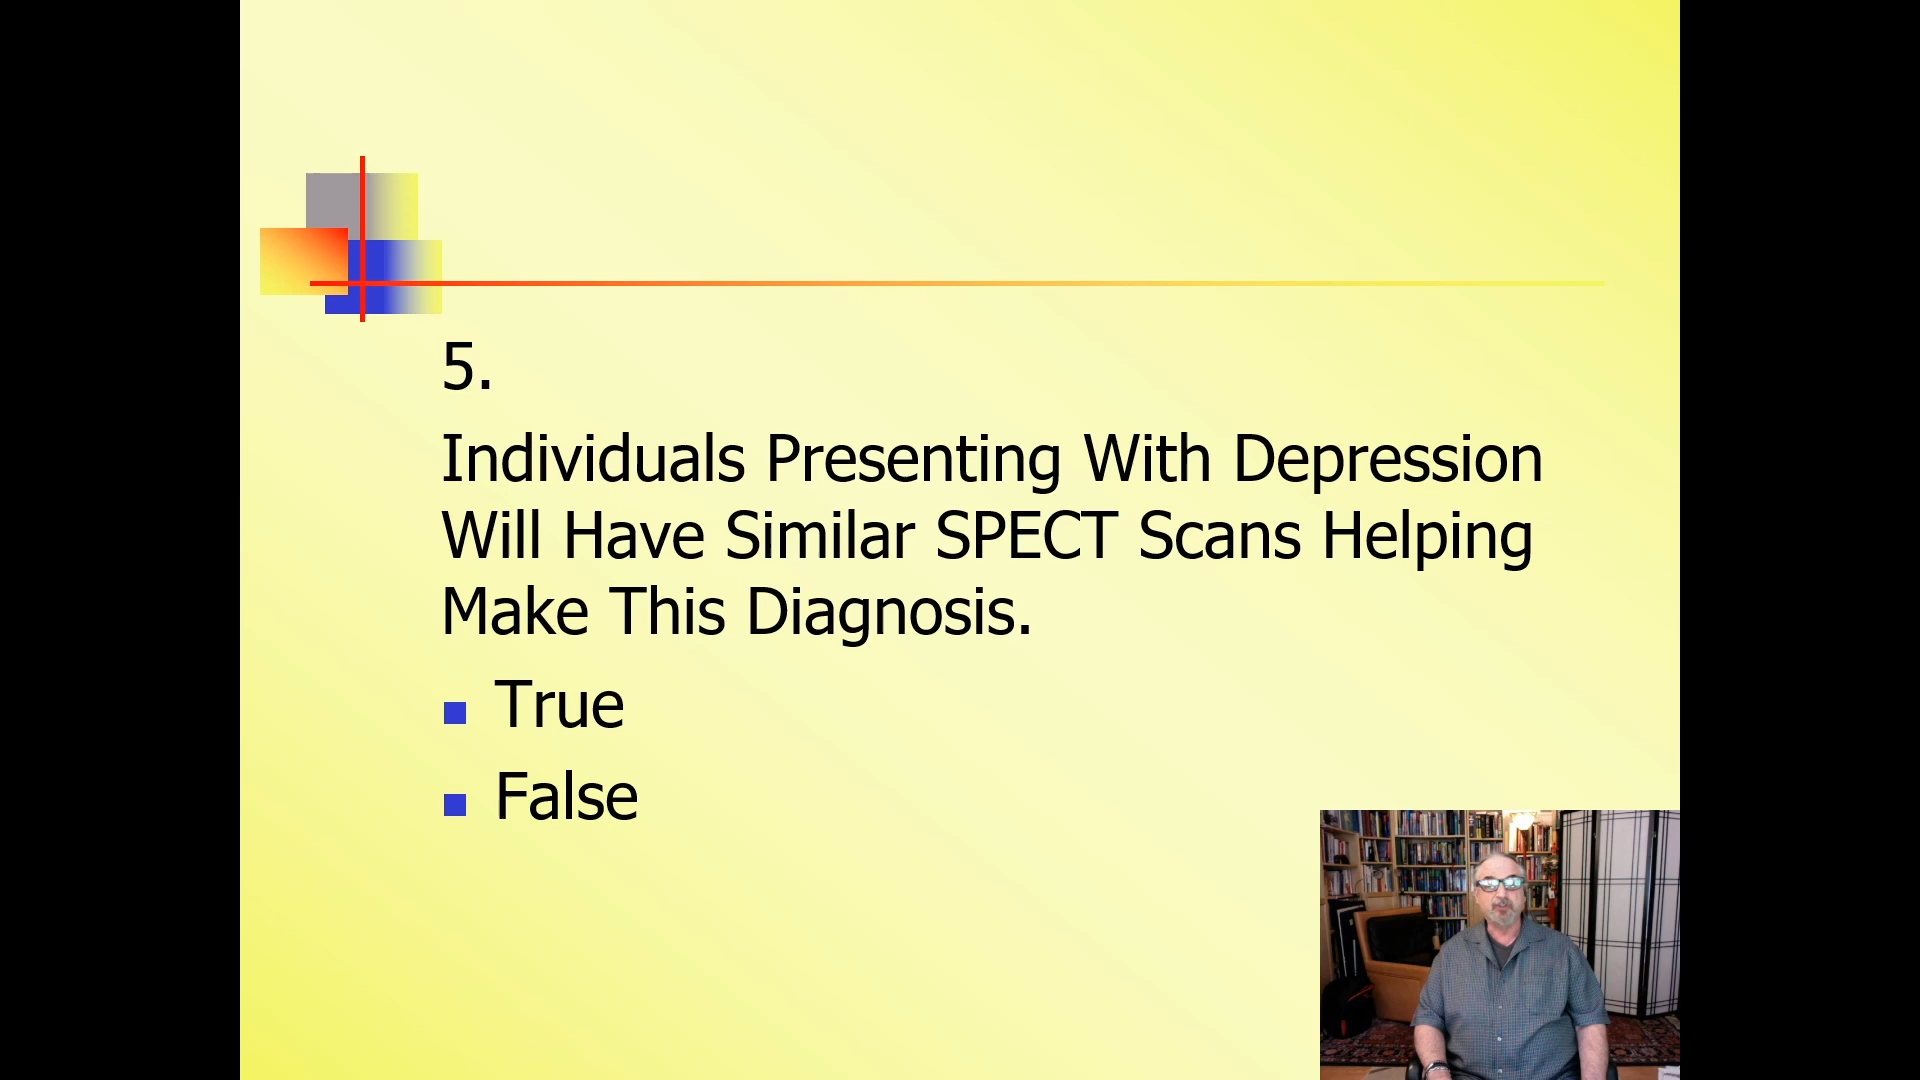 5.
Individuals Presenting With Depression
Will Have Similar SPECT Scans Helping
Make This Diagnosis.
True
False